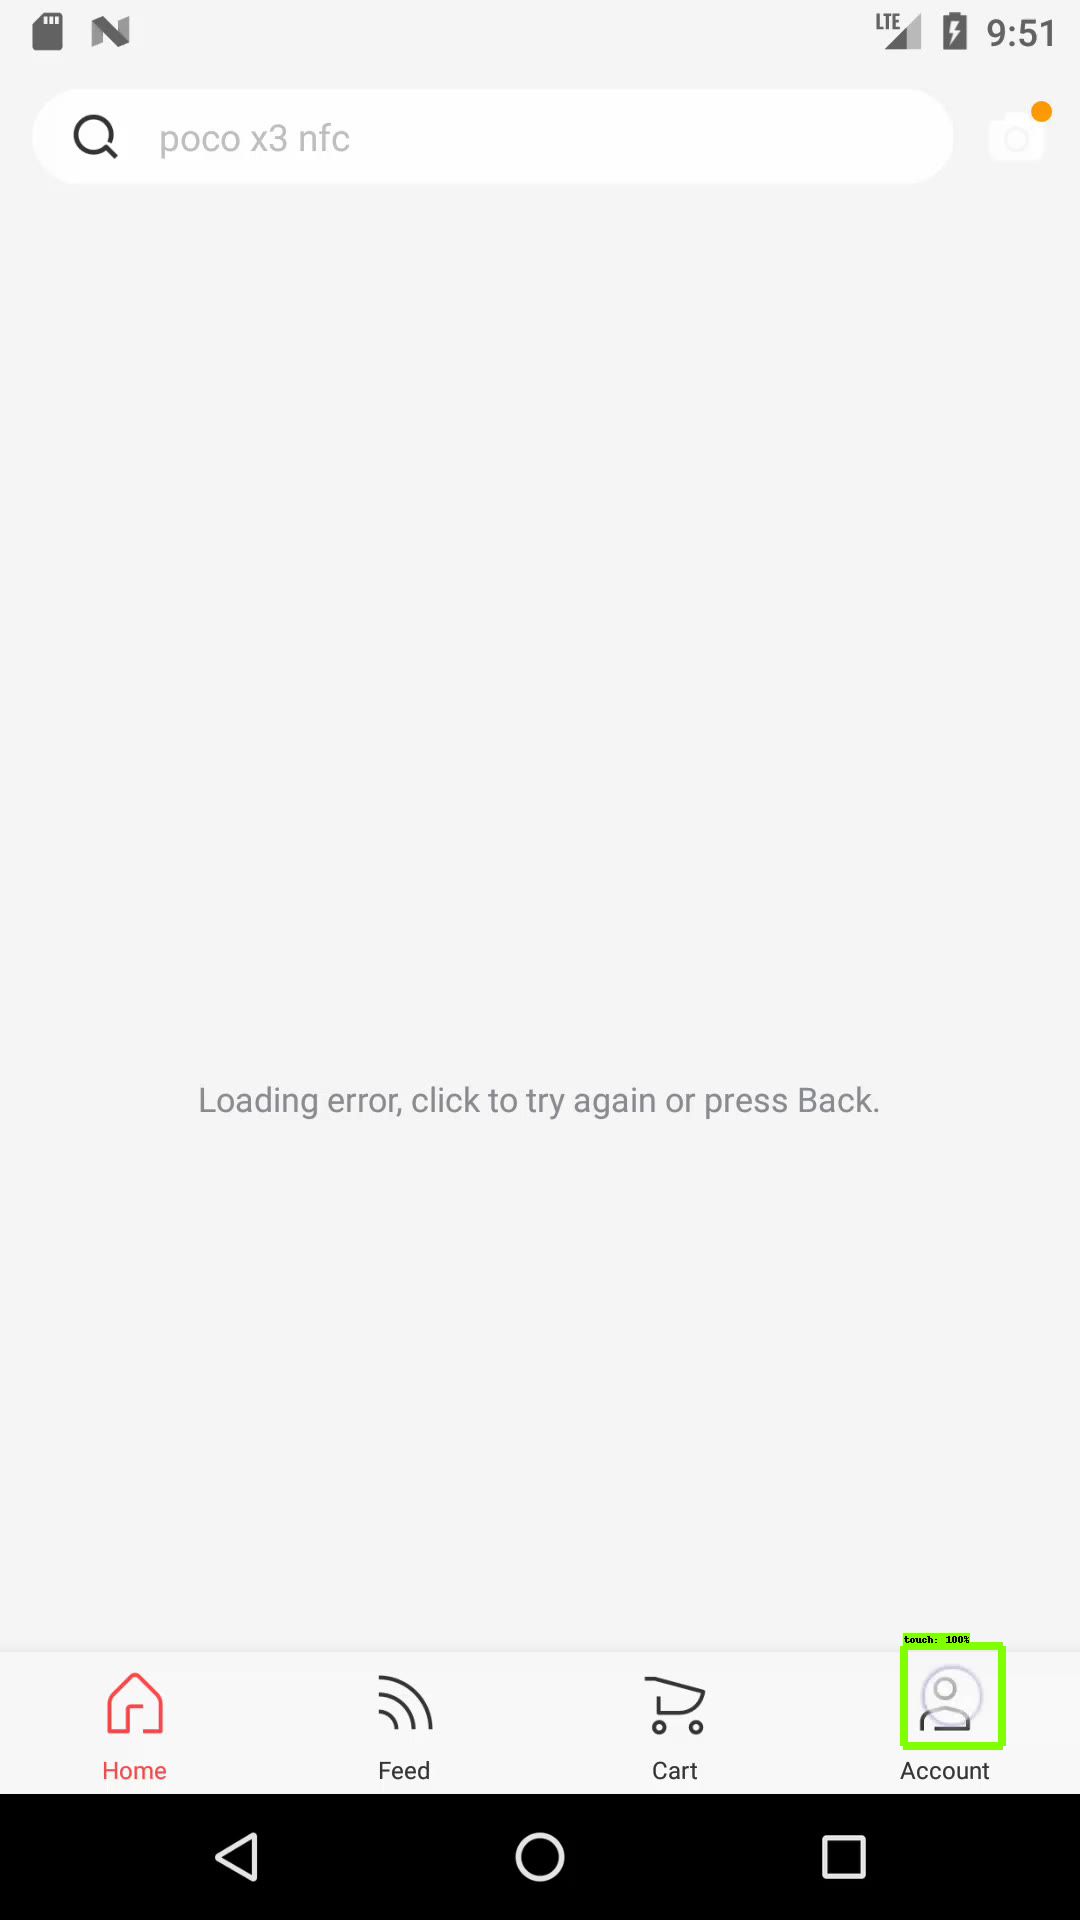 LTE 9:51
poco x3 nfc
Loading error, click to try again or press Back.
touch: 100%
Home Feed Cart Account